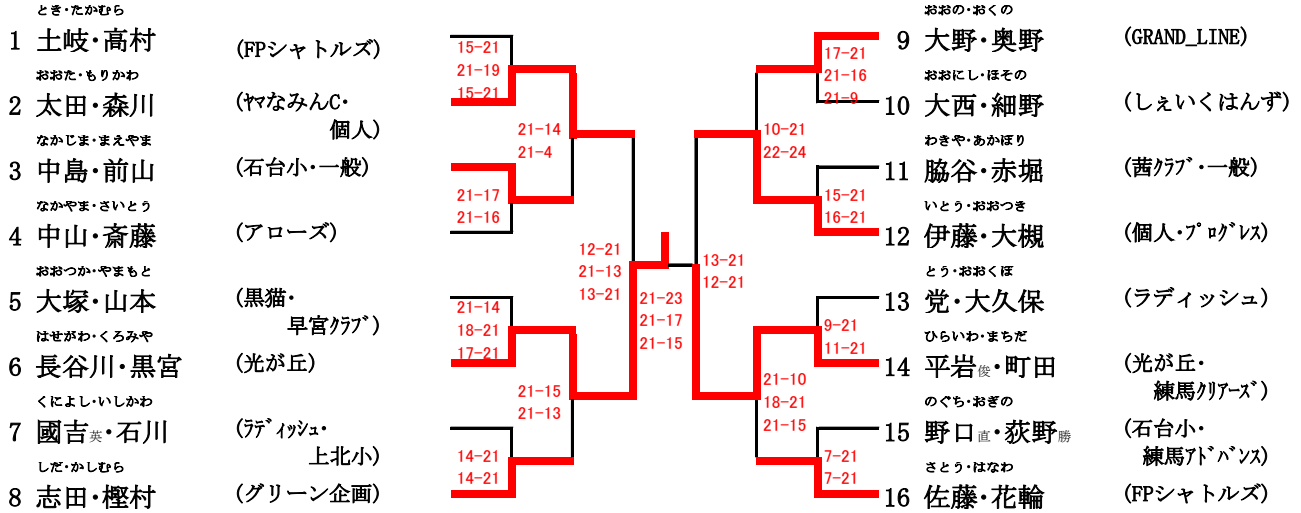 とき・たかむら
1 土岐・高村 (FPシャトルズ)
おおた・もりかわ
2 太田・森川 (ヤマなみんC・
個人)
なかじま・まえやま
3 中島・前山 (石台小・一般)
なかやま・さいとう
4 中山・斎藤 (アローズ)
おおつか・やまもと
5 大塚・山本 (黒猫・
早宮ｸﾗﾌﾞ)
はせがわ・くろみや
6 長谷川・黒宮 (光が丘)
くによし・いしかわ
7 國吉英・石川 (ﾗﾃﾞｨｯｼｭ・
上北小)
しだ・かしむら
8 志田・樫村 (グリーン企画)
15-21
21-19
15-21
21-17
21-16
21-14
18-21
17-21
14-21
14-21
21-14
21-4
21-15
21-13
12-21
21-13
13-21
21-23
21-17
21-15
13-21
12-21
10-21
22-24
21-10
18-21
21-15
17-21
21-16
21-9
15-21
16-21
9-21
11-21
7-21
7-21
おおの・おくの
9 大野・奥野 (GRAND_LINE)
おおにし・ほその
10 大西・細野 (しぇいくはんず)
わきや・あかぼり
11 脇谷・赤堀 (茜ｸﾗﾌﾞ・一般)
いとう・おおつき
12 伊藤・大槻 (個人・ﾌﾟﾛｸﾞﾚｽ)
とう・おおくぼ
13 党・大久保 (ラディッシュ)
ひらいわ・まちだ
14 平岩俊・町田 (光が丘・
練馬ｸﾘｱｰｽﾞ)
のぐち・おぎの
15 野口直・荻野勝 (石台小・
練馬ｱﾄﾞﾊﾞﾝｽ)
さとう・はなわ
16 佐藤・花輪 (FPシャトルズ)